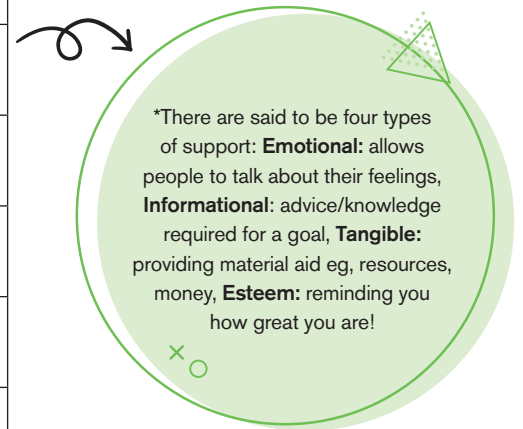 *There are said to be four types
of support: Emotional: allows
people to talk about their feelings,
Informational: advice/knowledge
required for a goal, Tangible:
providing material aid eg, resources,
money, Esteem: reminding you
how great you are!